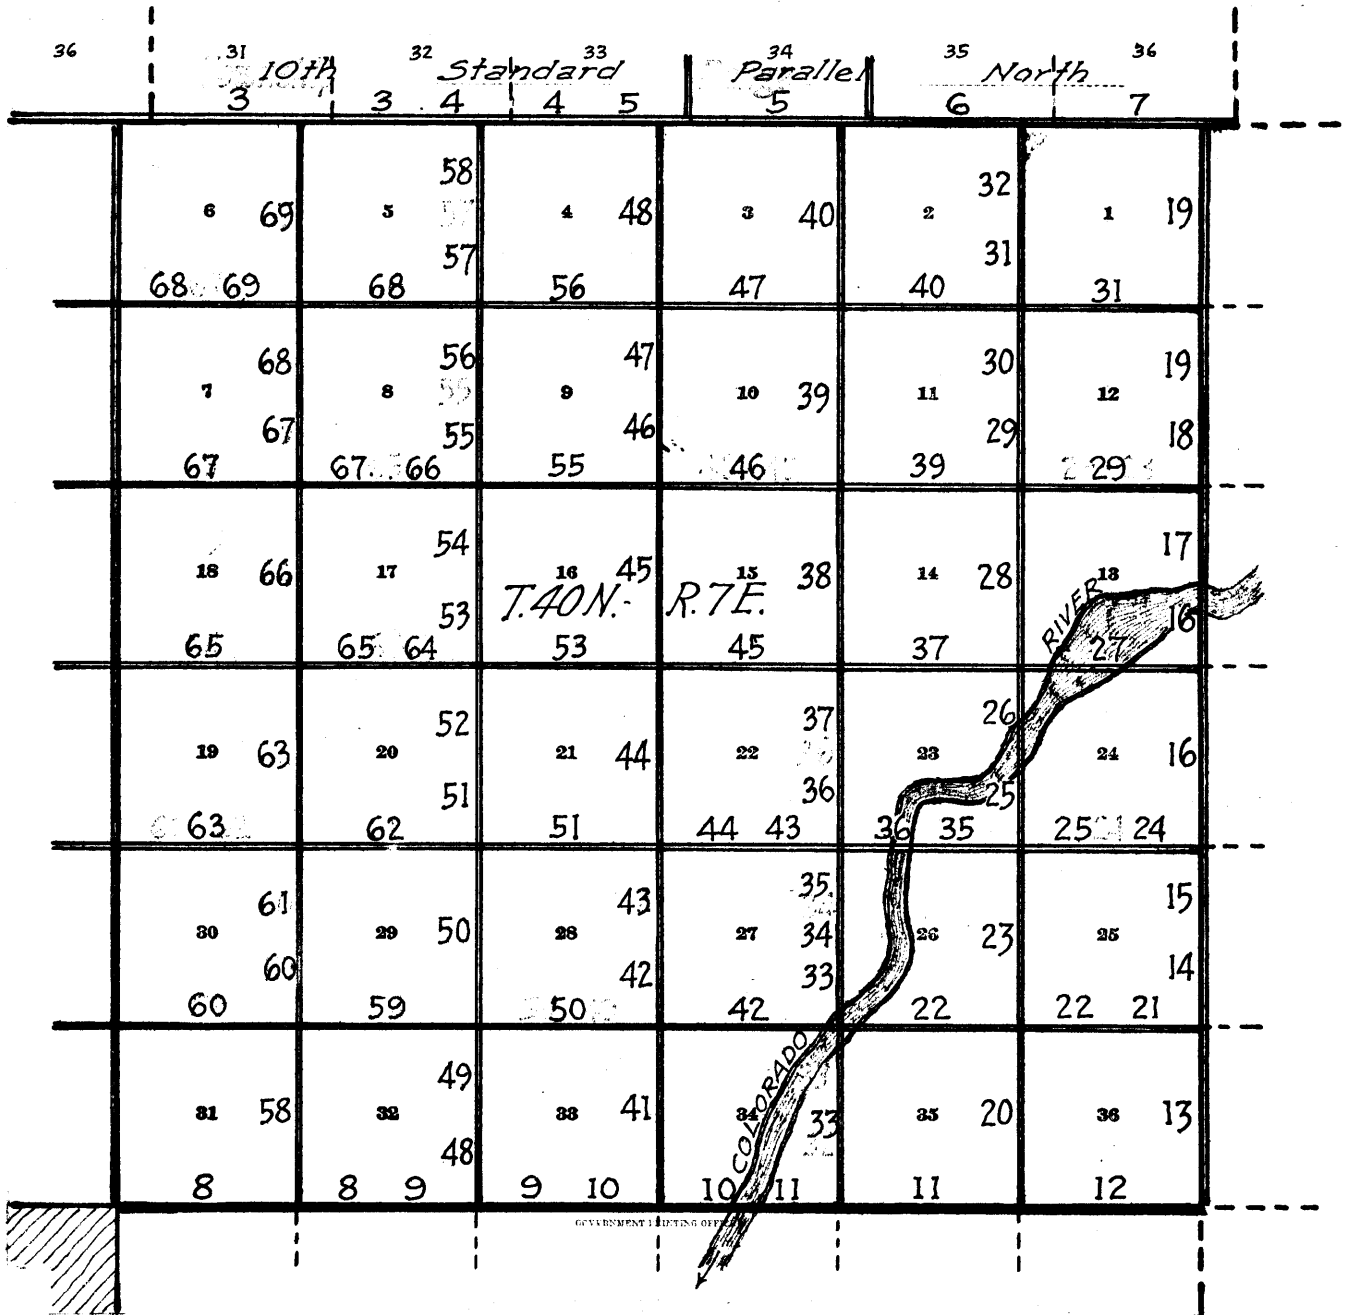 36 31 32 33 34 35 36
10th Standard Parallel North
3 3 4 4 5 5 6 7
58 32
6 69 5 4 48 3 40 2 1 19
57 31
68 69 68 56 47 40 31
68 56 47 30 19
7 8 9 10 39 11 12
67 55 46 29 18
67 67 66 55 46 39 29
54 17
18 66 17 16 45 15 38 14 28 13
T.40N.- R.7E.
53 RIVER 16
65 65 64 53 45 37 27
52 37 26
19 63 20 21 44 22 23 24 16
51 36 25
63 62 51 44 43 36 35 25 24
61 43 35 15
30 29 50 28 27 34 26 23 25
60 42 33 14
60 59 50 42 22 22 21
COLORADO
49
31 58 32 33 41 34 33 35 20 36 13
48
8 8 9 9 10 10 11 11 12
GOVERNMENT PRINTING OFFICE